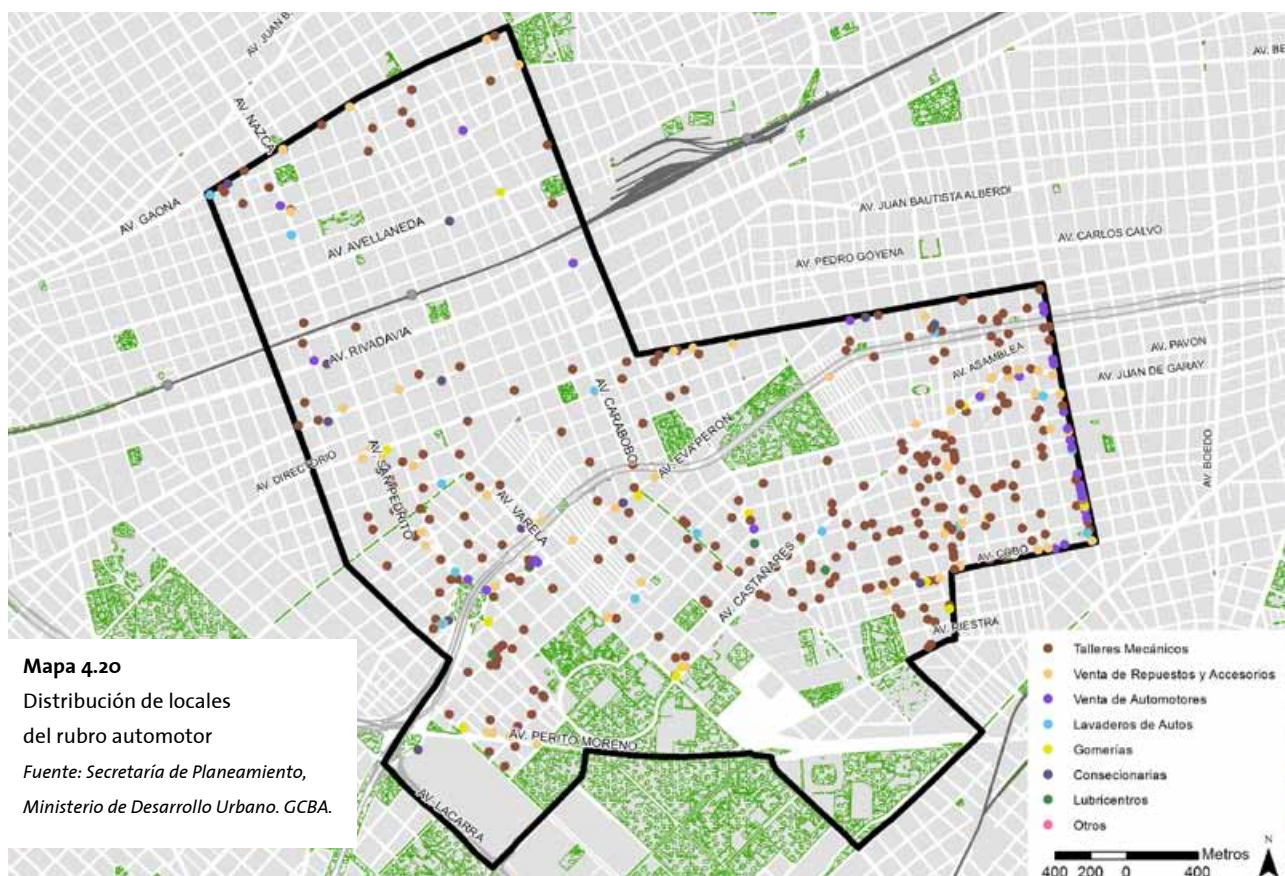 AV. JUAN B
AV. NAZCA
AV. GAONA
AV. AVELLANEDA
AV. RIVADAVIA
AV. DIRECTORIO
AV. SAN PEDRITO
AV. VARELA
AV. CARABOBO
AV. EVA PERON
AV. CASTAÑARES
AV. BE
AV. JUAN BAUTISTA ALBERDI
AV. CARLOS CALVO
AV. PEDRO GOYENA
AV. PAVON
AV. ASAMBLEA
AV. JUAN DE GARAY
AV. BOEDO
AV. COBO
AV. RIESTRA
AV. PERITO MORENO
AV. LACARRA
Mapa 4.20
Distribución de locales
del rubro automotor
Fuente: Secretaría de Planeamiento,
Ministerio de Desarrollo Urbano. GCBA.
Talleres Mecánicos
Venta de Repuestos y Accesorios
Venta de Automotores
Lavaderos de Autos
Gomerías
Consecionarias
Lubricentros
Otros
Metros
400 200 0 400
N